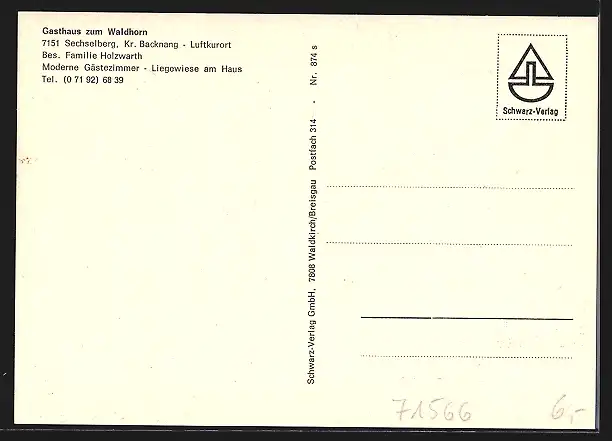 Gasthaus zum Waldhorn
7151 Sechselberg, Kr. Backnang - Luftkurort
Bes. Familie Holzwarth
Moderne Gästezimmer - Liegewiese am Haus
Tel. (0 71 92) 68 39
Schwarz-Verlag GmbH, 7808 Waldkirch/Breisgau Postfach 314 - Nr. 874 s
Schwarz-Verlag
71566
6,-